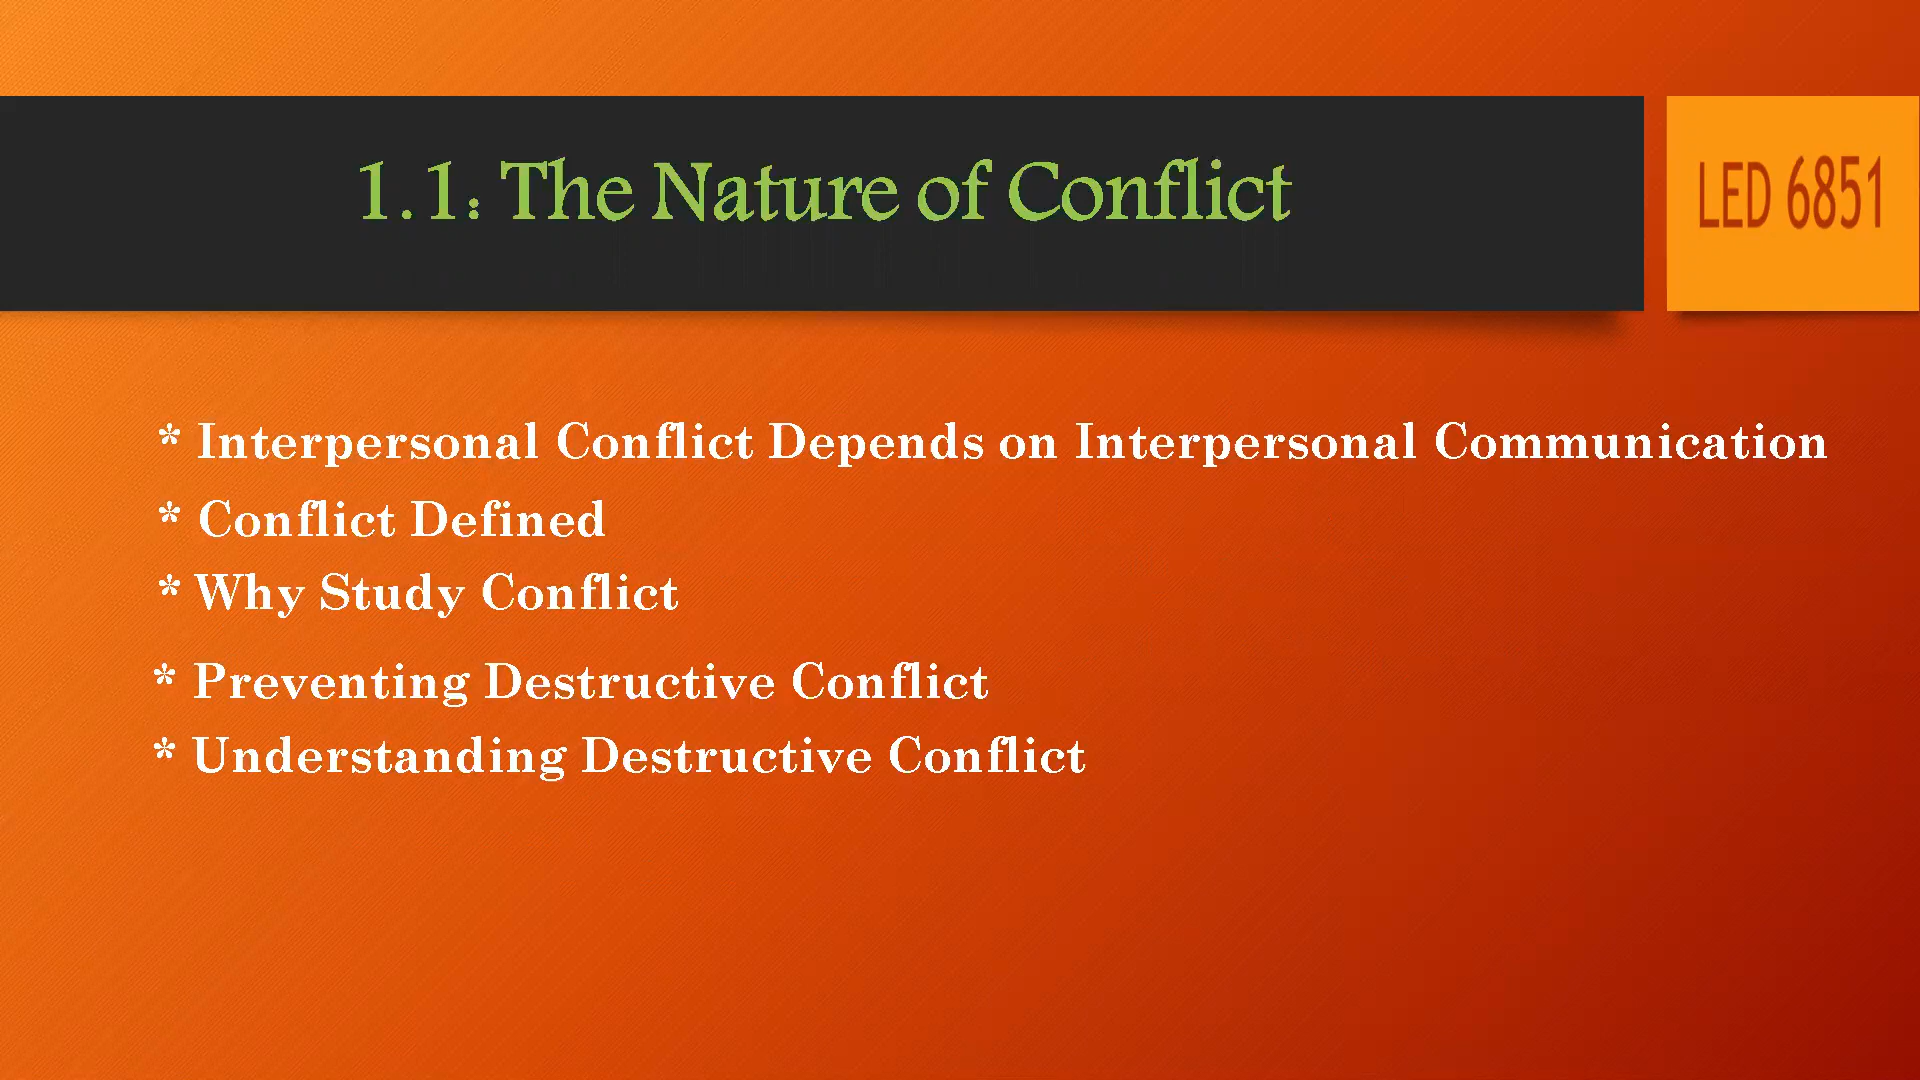 1.1: The Nature of Conflict
LED 6851
* Interpersonal Conflict Depends on Interpersonal Communication
* Conflict Defined
* Why Study Conflict
* Preventing Destructive Conflict
* Understanding Destructive Conflict